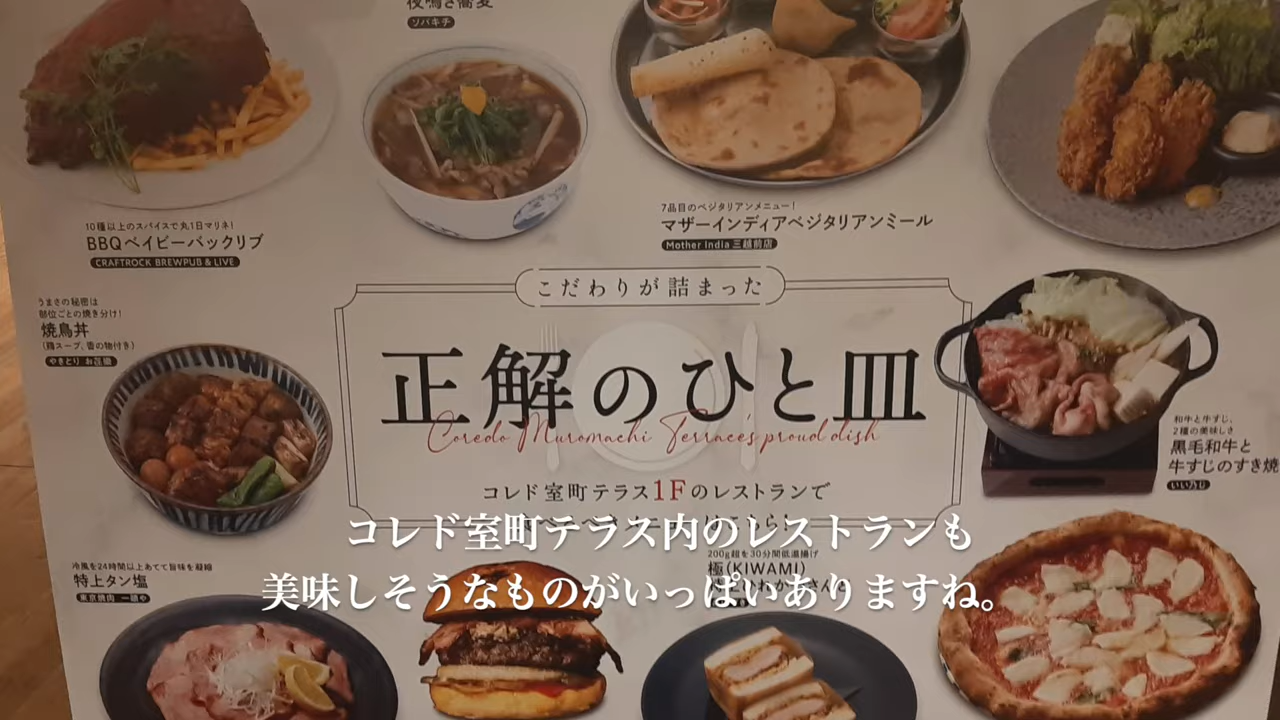 ソバキチ
10種以上のスパイスで丸1日マリネ!
BBQベイビーバックリブ
CRAFTROCK BREWPUB & LIVE
7品目のベジタリアンメニュー!
マザーインディアベジタリアンミール
Mother India 三越前店
うまさの秘密は
部位ごとの焼き分け!
焼鳥丼
(鶏スープ、香の物付き)
やきとり お
こだわりが詰まった
正解のひと皿
Coredo Muromachi Terrace's proud dish
コレド室町テラス1Fのレストランで
和牛と牛すじ、
2種の美味しさ
黒毛和牛と
牛すじのすき焼
いい乃じ
冷風を24時間以上あてて旨味を凝縮
特上タン塩
東京焼肉 一頭や
200g超を30分間低温揚げ
極(KIWAMI)
コレド室町テラス内のレストランも
美味しそうなものがいっぱいありますね。